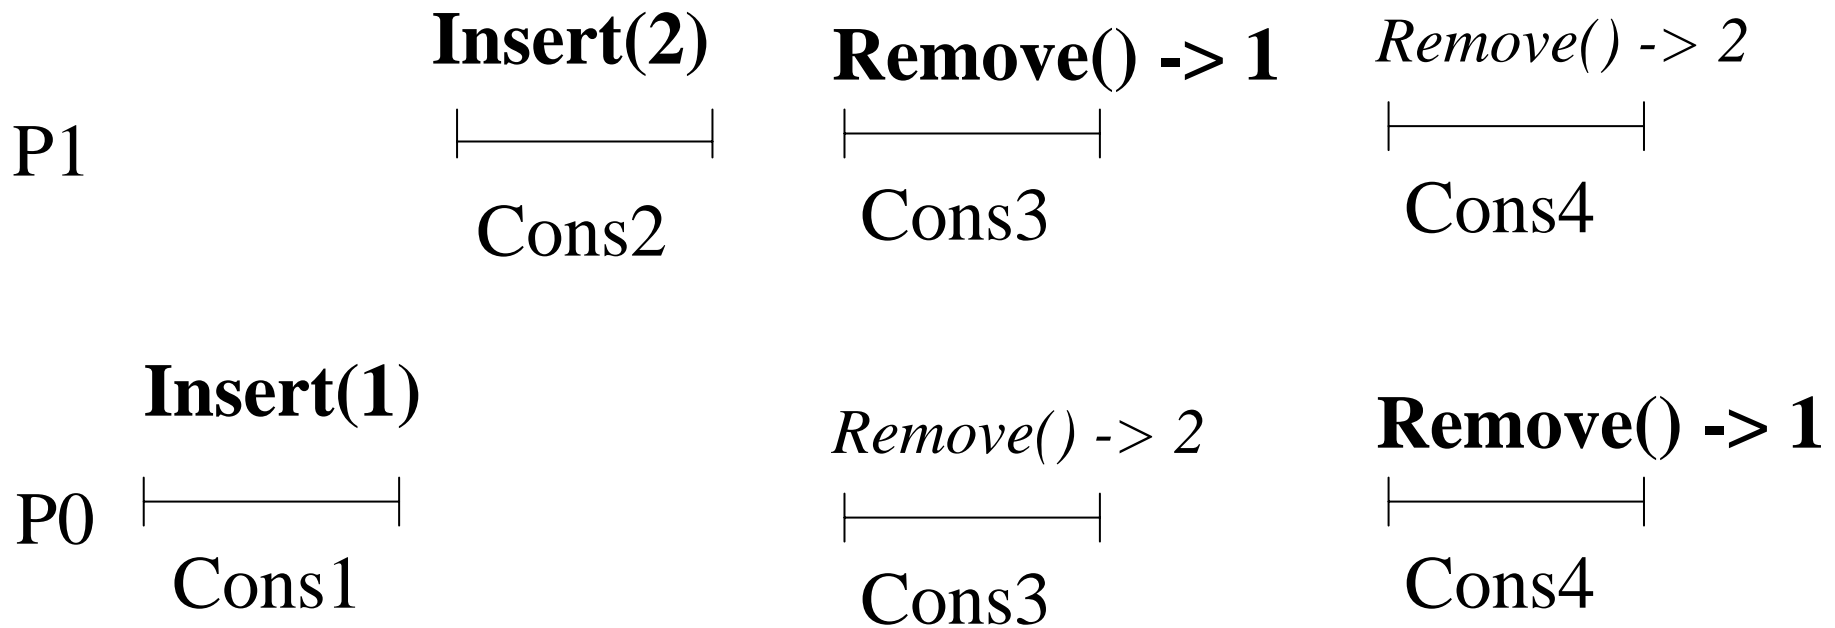 Insert(2) Remove() -> 1 Remove() -> 2
P1
Cons2 Cons3 Cons4
Insert(1) Remove() -> 2 Remove() -> 1
P0
Cons1 Cons3 Cons4